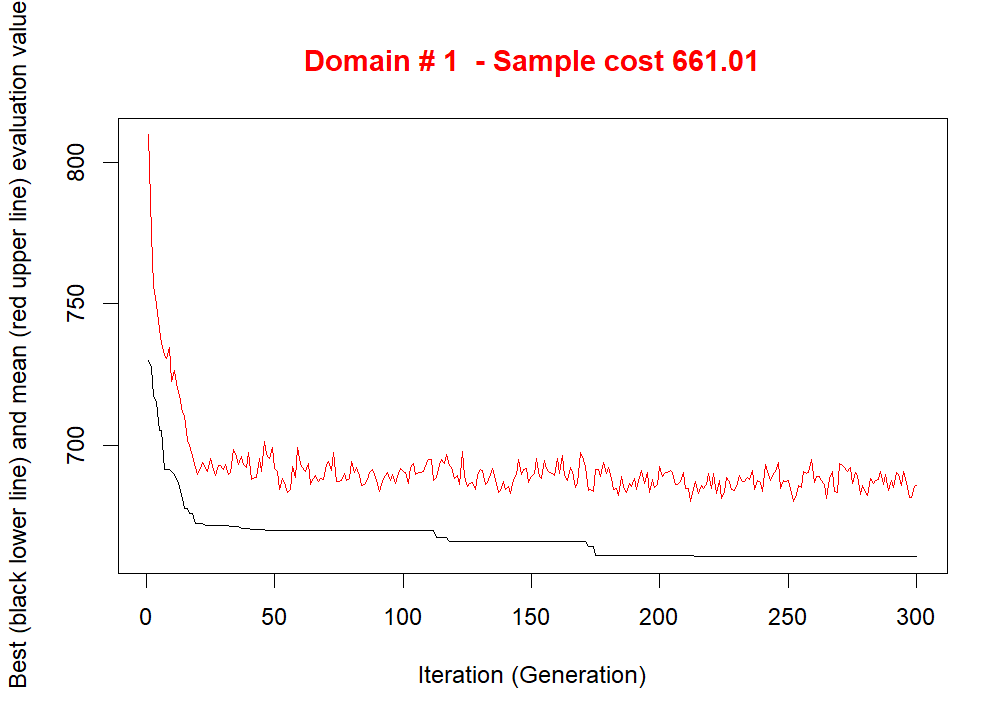 Domain # 1  - Sample cost 661.01
Best (black lower line) and mean (red upper line) evaluation value
800
750
700
0 50 100 150 200 250 300
Iteration (Generation)